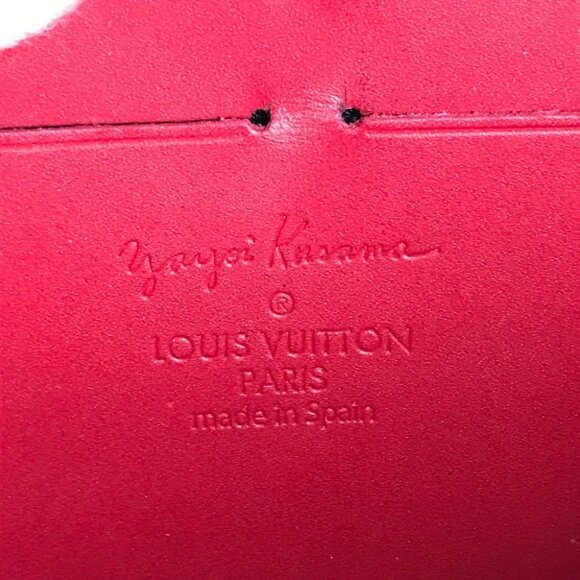 Yayoi Kusama
®
LOUIS VUITTON
PARIS
made in Spain